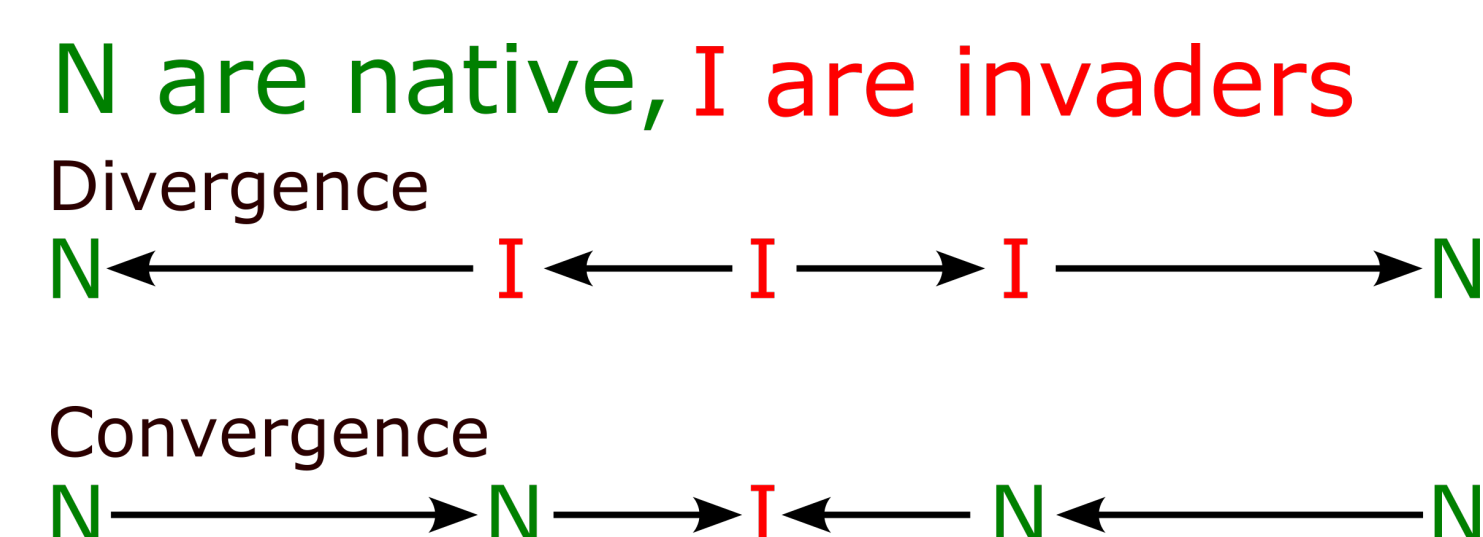 N are native, I are invaders
Divergence
N I I I N
Convergence
N N I N N